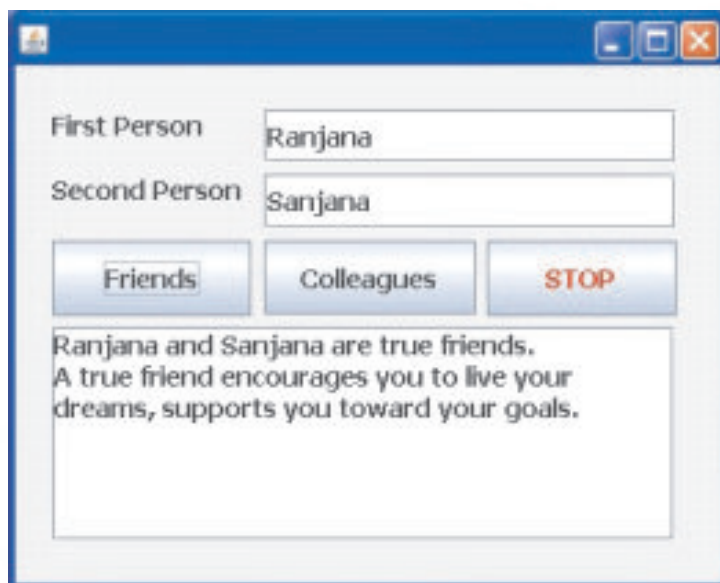 First Person
Ranjana
Second Person
Sanjana
Friends
Colleagues
STOP
Ranjana and Sanjana are true friends.
A true friend encourages you to live your
dreams, supports you toward your goals.